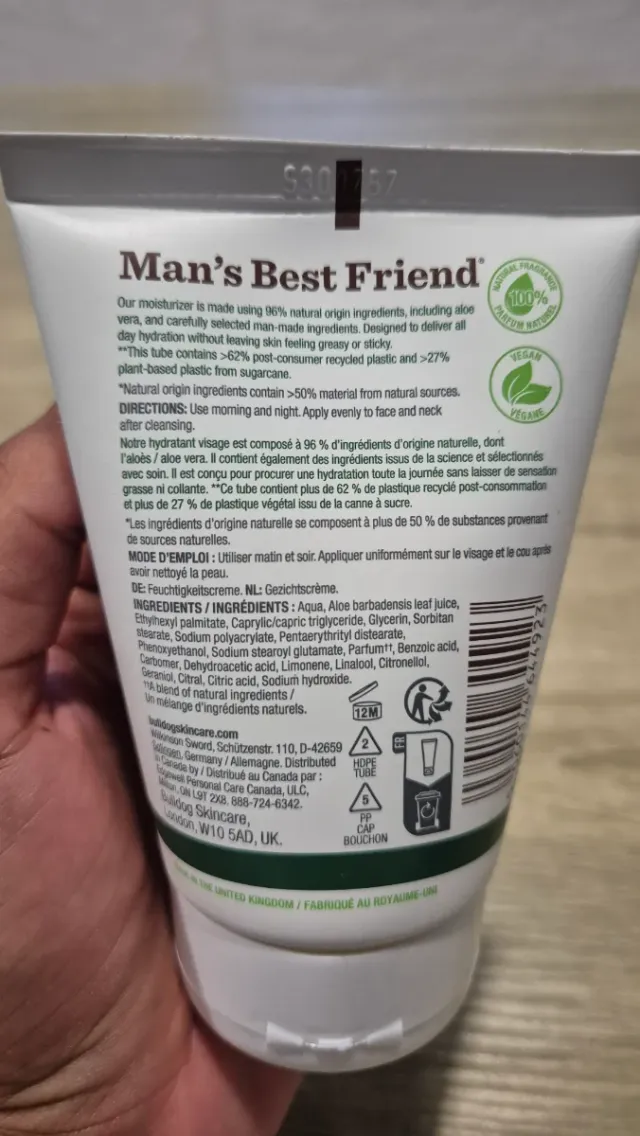 Man's Best Friend®
NATURAL FRAGRANCE
100%
PARFUM NATUREL
Our moisturizer is made using 96% natural origin ingredients, including aloe
vera, and carefully selected man-made ingredients. Designed to deliver all
day hydration without leaving skin feeling greasy or sticky.
**This tube contains >62% post-consumer recycled plastic and >27%
plant-based plastic from sugarcane.
VEGAN
VÉGANE
*Natural origin ingredients contain >50% material from natural sources.
DIRECTIONS: Use morning and night. Apply evenly to face and neck
after cleansing.
Notre hydratant visage est composé à 96 % d'ingrédients d'origine naturelle, dont
l'aloès / aloe vera. Il contient également des ingrédients issus de la science et sélectionnés
avec soin. Il est conçu pour procurer une hydratation toute la journée sans laisser de sensation
grasse ni collante. **Ce tube contient plus de 62 % de plastique recyclé post-consommation
et plus de 27 % de plastique végétal issu de la canne à sucre.
*Les ingrédients d'origine naturelle se composent à plus de 50 % de substances provenant
de sources naturelles.
MODE D'EMPLOI : Utiliser matin et soir. Appliquer uniformément sur le visage et le cou après
avoir nettoyé la peau.
DE: Feuchtigkeitscreme. NL: Gezichtscrème.
INGREDIENTS / INGRÉDIENTS : Aqua, Aloe barbadensis leaf juice,
Ethylhexyl palmitate, Caprylic/capric triglyceride, Glycerin, Sorbitan
stearate, Sodium polyacrylate, Pentaerythrityl distearate,
Phenoxyethanol, Sodium stearoyl glutamate, Parfum††, Benzoic acid,
Carbomer, Dehydroacetic acid, Limonene, Linalool, Citronellol,
Geraniol, Citral, Citric acid, Sodium hydroxide.
††A blend of natural ingredients /
Un mélange d'ingrédients naturels.
12M
bulldogskincare.com
Wilkinson Sword, Schützenstr. 110, D-42659
Solingen, Germany / Allemagne. Distributed
in Canada by / Distribué au Canada par :
Edgewell Personal Care Canada, ULC,
Milton, ON L9T 2X8. 888-724-6342.
Bulldog Skincare,
London, W10 5AD, UK.
2
HDPE
TUBE
5
PP
CAP
BOUCHON
FR
MADE IN THE UNITED KINGDOM / FABRIQUÉ AU ROYAUME-UNI